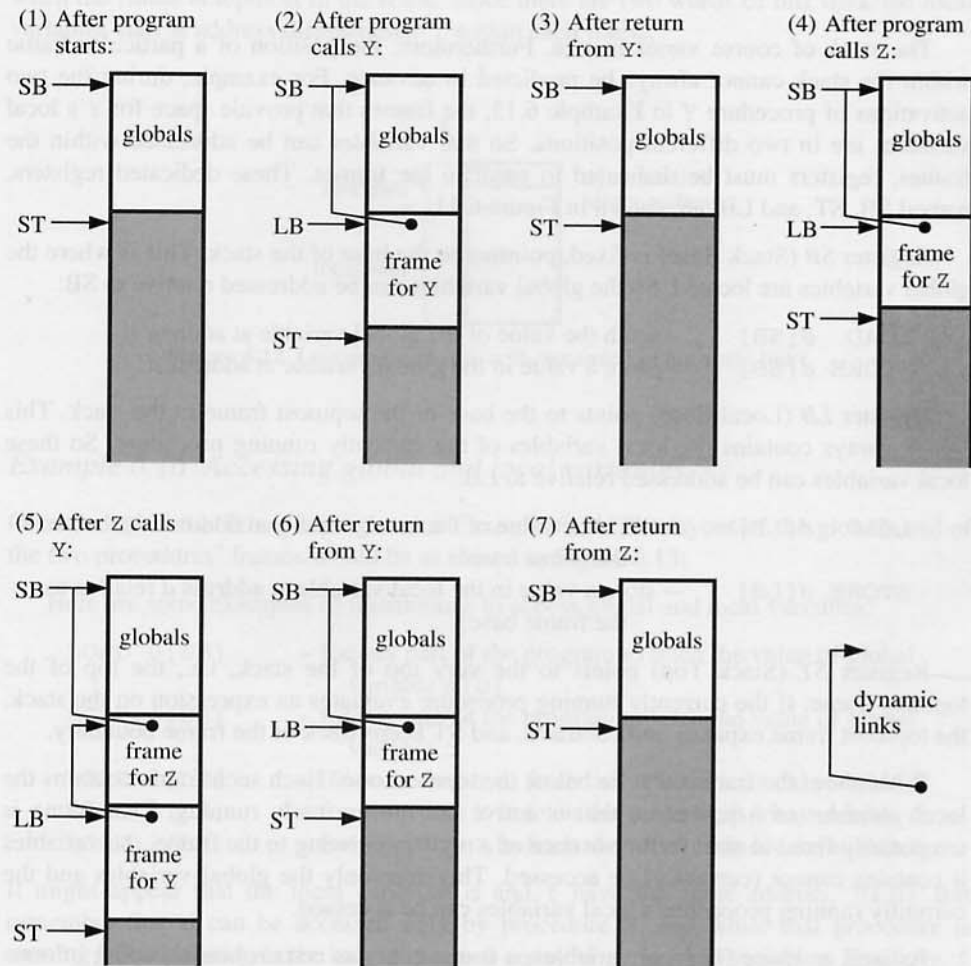 (1) After program starts:
SB
globals
ST
(2) After program calls Y:
SB
globals
LB
frame for Y
ST
(3) After return from Y:
SB
globals
ST
(4) After program calls Z:
SB
globals
LB
frame for Z
ST
(5) After Z calls Y:
SB
globals
frame for Z
LB
frame for Y
ST
(6) After return from Y:
SB
globals
LB
frame for Z
ST
(7) After return from Z:
SB
globals
ST
dynamic links